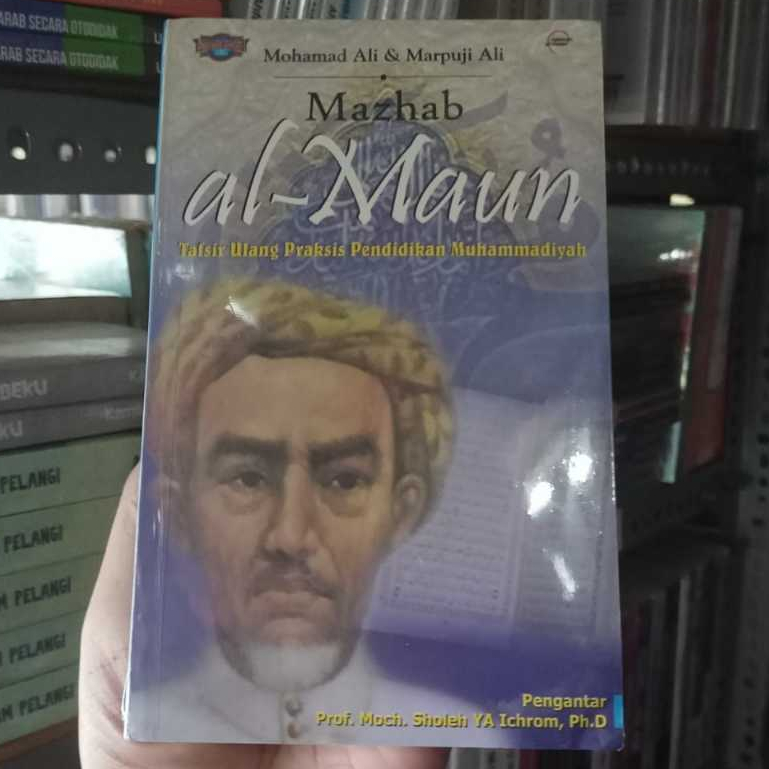 ARAB SECARA OTODIDAK
ARAB SECARA OTODIDAK
BEKU
KU
PELANGI
PELANGI
M PELANGI
PELANGI
M PELANGI
Mohamad Ali & Marpuji Ali
Mazhab
al-Maun
Tafsir Ulang Praksis Pendidikan Muhammadiyah
Pengantar
Prof. Moch. Sholeh YA Ichrom, Ph.D